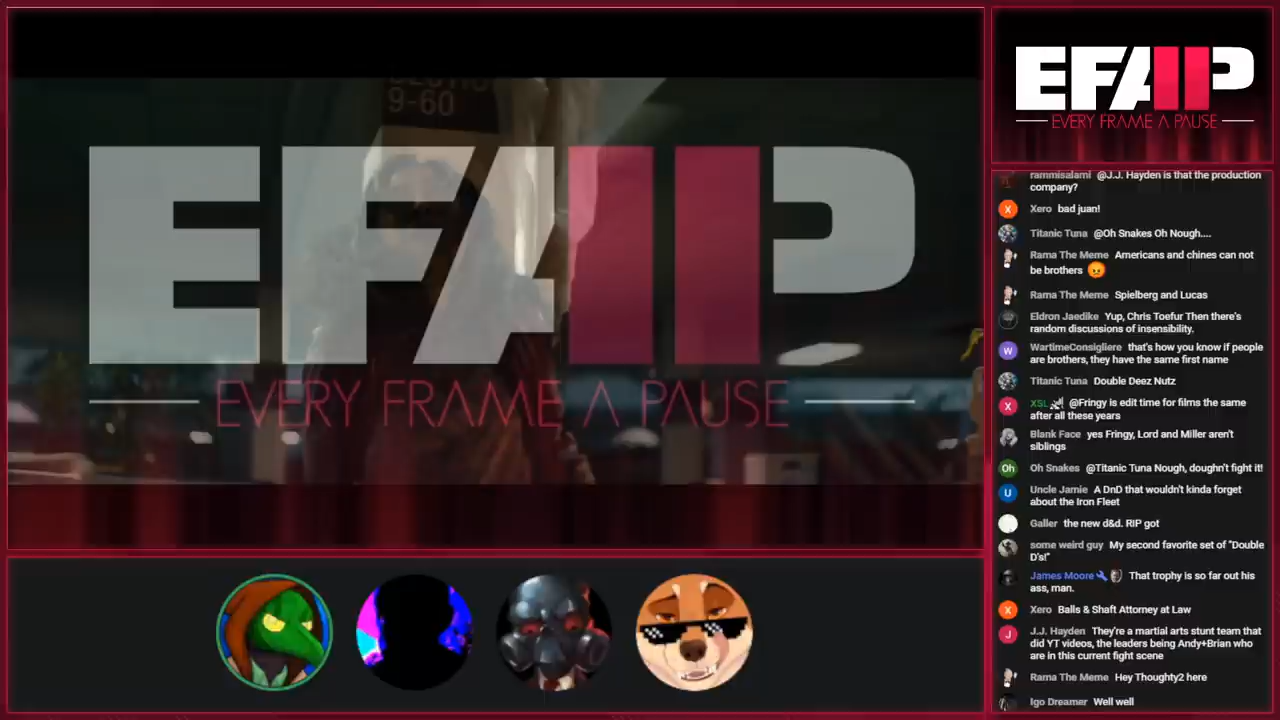 9-60
EFAP
EVERY FRAME A PAUSE
EFAP
EVERY FRAME A PAUSE
rammisalami @J.J. Hayden is that the production
company?
Xero bad juan!
Titanic Tuna @Oh Snakes Oh Nough....
Rama The Meme Americans and chines can not
be brothers 😡
Rama The Meme Spielberg and Lucas
Eldron Jaedike Yup, Chris Toefur Then there's
random discussions of insensibility.
W
WartimeConsigliere that's how you know if people
are brothers, they have the same first name
Titanic Tuna Double Deez Nutz
X
XSL @Fringy is edit time for films the same
after all these years
Blank Face yes Fringy, Lord and Miller aren't
siblings
Oh
Oh Snakes @Titanic Tuna Nough, doughn't fight it!
U
Uncle Jamie A DnD that wouldn't kinda forget
about the Iron Fleet
Galler the new d&d. RIP got
some weird guy My second favorite set of "Double
D's!"
James Moore That trophy is so far out his
ass, man.
X
Xero Balls & Shaft Attorney at Law
J
J.J. Hayden They're a martial arts stunt team that
did YT videos, the leaders being Andy+Brian who
are in this current fight scene
Rama The Meme Hey Thoughty2 here
Igo Dreamer Well well